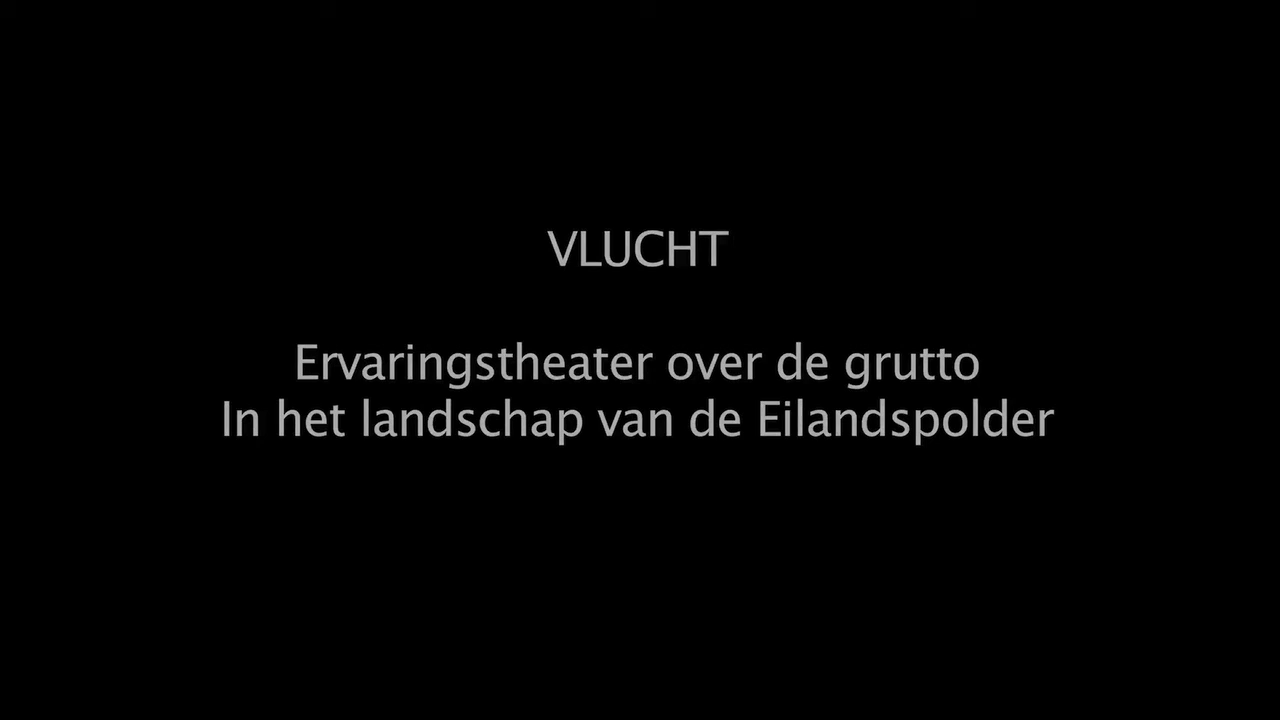 VLUCHT
Ervaringstheater over de grutto
In het landschap van de Eilandspolder